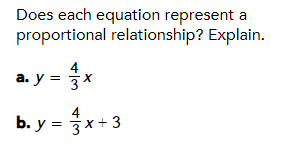 Does each equation represent a
proportional relationship? Explain.
a. y = 4/3 x
b. y = 4/3 x + 3